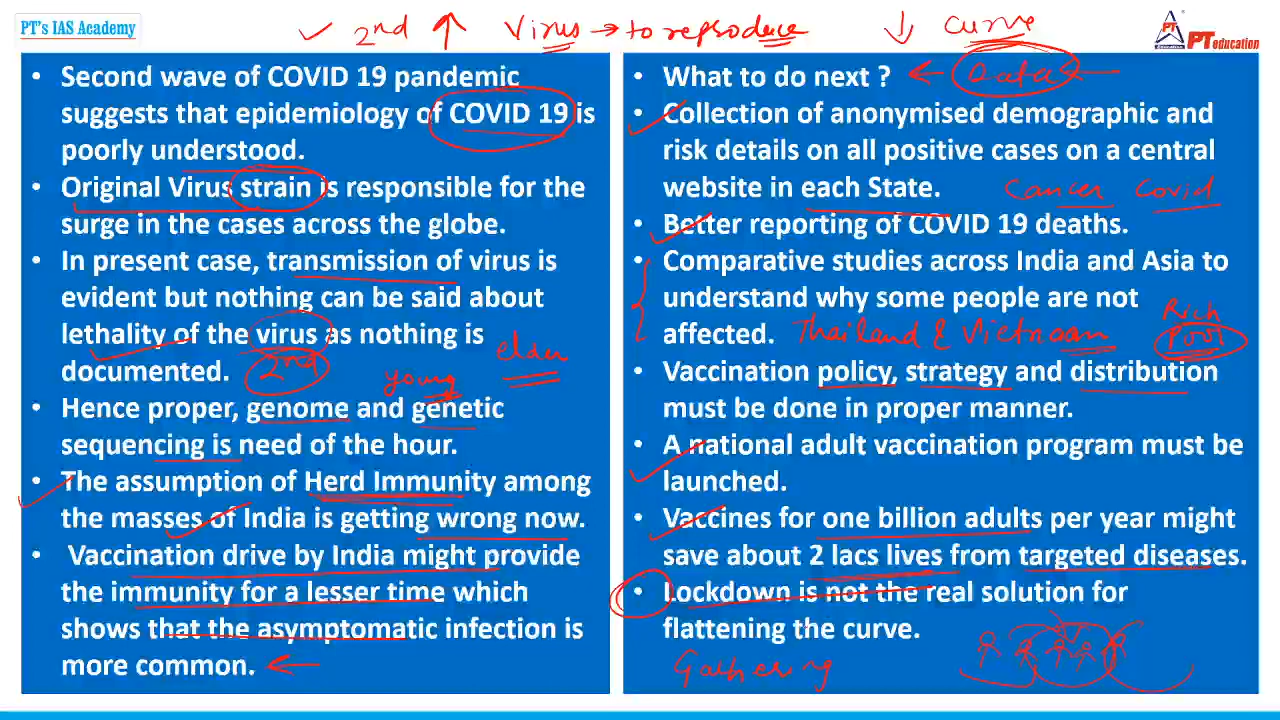 PT's IAS Academy
✓ 2nd ↑ Virus → to reproduce ↓ Curve
PT education
• Second wave of COVID 19 pandemic
suggests that epidemiology of COVID 19 is
poorly understood.
• Original Virus strain is responsible for the
surge in the cases across the globe.
• In present case, transmission of virus is
evident but nothing can be said about
lethality of the virus as nothing is
documented.
2nd
young
elder
• Hence proper, genome and genetic
sequencing is need of the hour.
• The assumption of Herd Immunity among
the masses of India is getting wrong now.
• Vaccination drive by India might provide
the immunity for a lesser time which
shows that the asymptomatic infection is
more common. ←
• What to do next ? ← Data ←
• Collection of anonymised demographic and
risk details on all positive cases on a central
website in each State.
Cancer Covid
• Better reporting of COVID 19 deaths.
• Comparative studies across India and Asia to
understand why some people are not
affected. Thailand & Vietnam
Rich
Poor
• Vaccination policy, strategy and distribution
must be done in proper manner.
• A national adult vaccination program must be
launched.
• Vaccines for one billion adults per year might
save about 2 lacs lives from targeted diseases.
• Lockdown is not the real solution for
flattening the curve.
Gathering